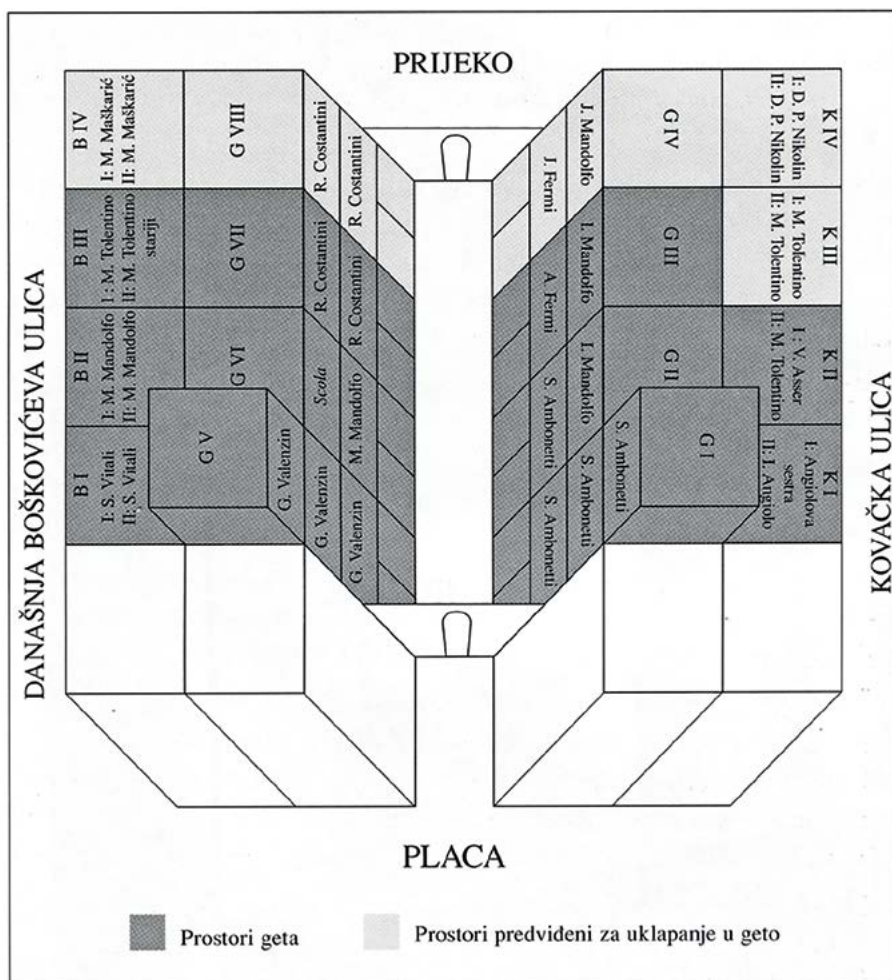 PRIJEKO
B IV
I: M. Maškarić
II: M. Maškarić
G VIII
R. Costantini
R. Costantini
J. Fermi
J. Mandolfo
G IV
K IV
I: D. P. Nikolin
II: D. P. Nikolin
B III
I : M. Tolentino
II: M. Tolentino
stariji
G VII
R. Costantini
R. Costantini
A. Fermi
I. Mandolfo
G III
K III
I: M. Tolentino
II: M. Tolentino
B II
I: M. Mandolfo
II: M. Mandolfo
G VI
Scola
M. Mandolfo
S. Ambonetti
I. Mandolfo
G II
K II
I : V. Asser
II: M. Tolentino
B I
I: S. Vitali
II: S. Vitali
G V
G. Valenzin
G. Valenzin
G. Valenzin
S. Ambonetti
S. Ambonetti
S. Ambonetti
G I
K I
I: Angiolova
sestra
II: I. Angiolo
DANAŠNJA BOŠKOVIĆEVA ULICA
KOVAČKA ULICA
PLACA
Prostori geta
Prostori predviđeni za uklapanje u geto